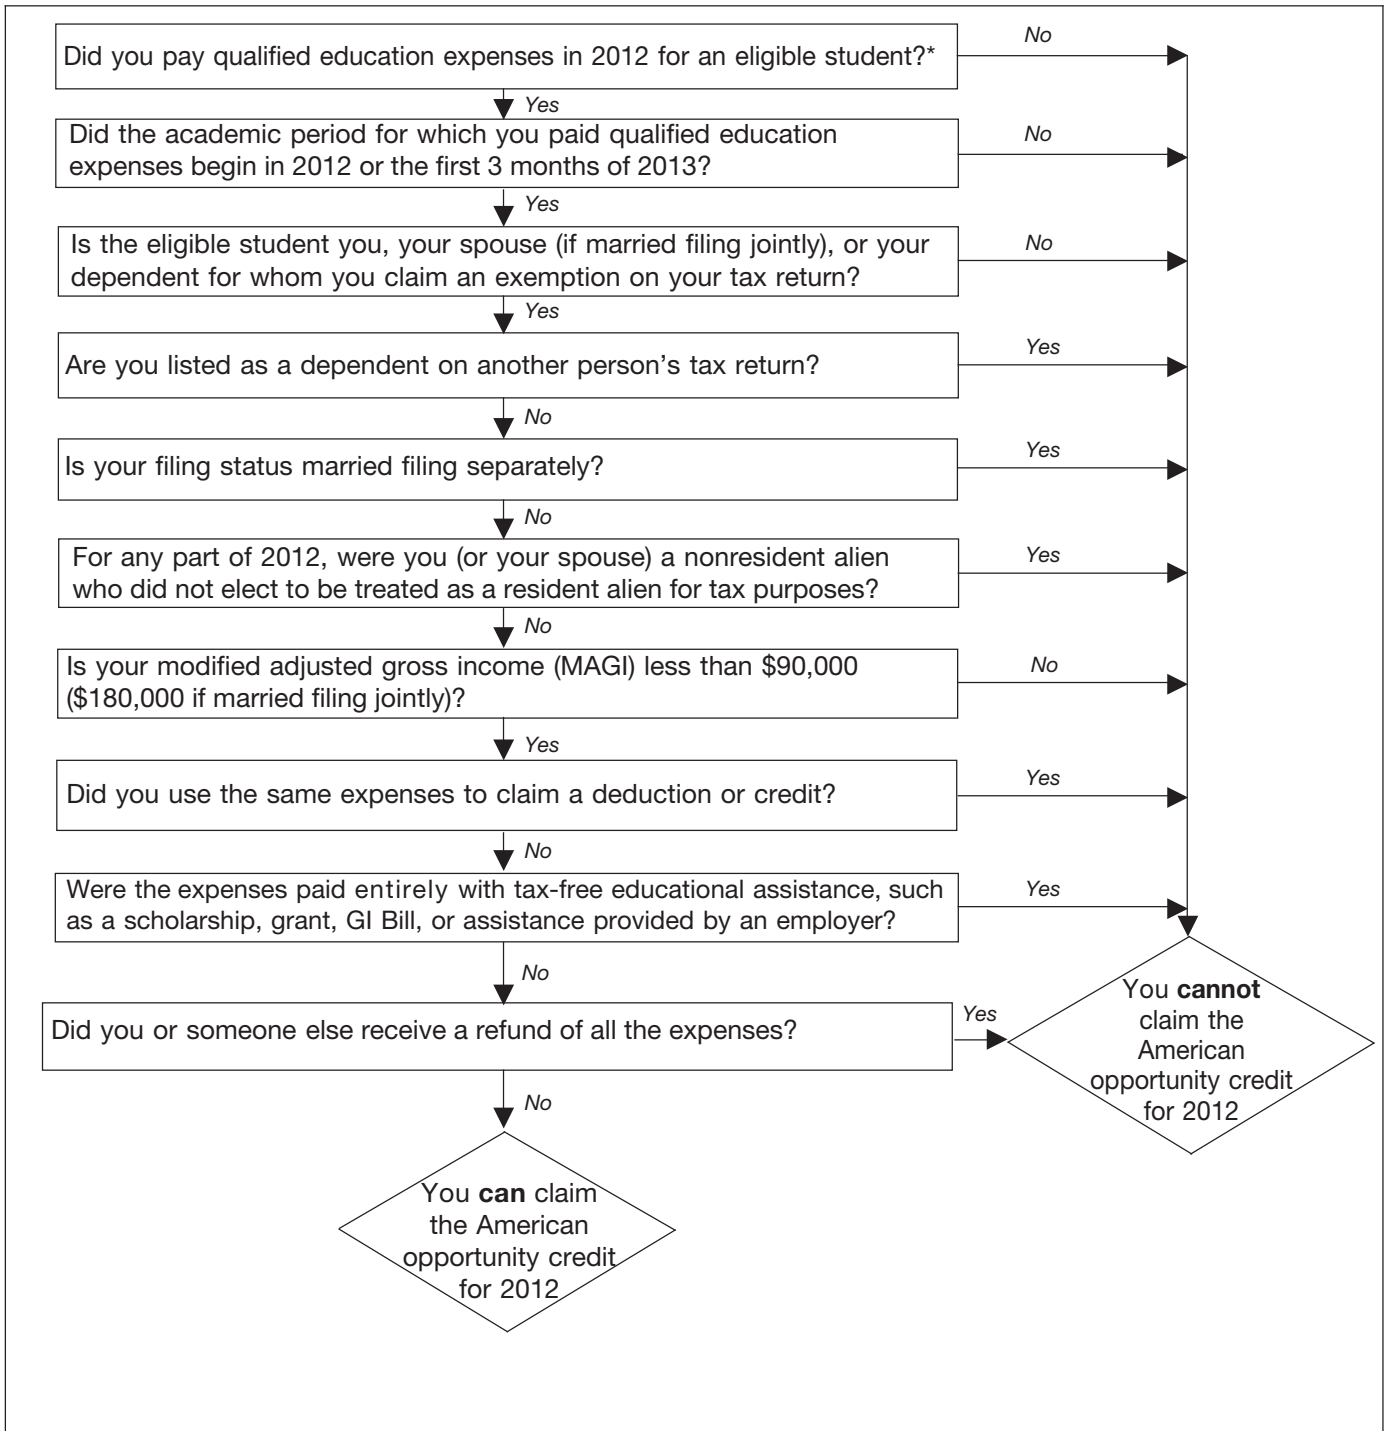 Did you pay qualified education expenses in 2012 for an eligible student?*
No
Yes
Did the academic period for which you paid qualified education
expenses begin in 2012 or the first 3 months of 2013?
No
Yes
Is the eligible student you, your spouse (if married filing jointly), or your
dependent for whom you claim an exemption on your tax return?
No
Yes
Are you listed as a dependent on another person's tax return?
Yes
No
Is your filing status married filing separately?
Yes
No
For any part of 2012, were you (or your spouse) a nonresident alien
who did not elect to be treated as a resident alien for tax purposes?
Yes
No
Is your modified adjusted gross income (MAGI) less than $90,000
($180,000 if married filing jointly)?
No
Yes
Did you use the same expenses to claim a deduction or credit?
Yes
No
Were the expenses paid entirely with tax-free educational assistance, such
as a scholarship, grant, GI Bill, or assistance provided by an employer?
Yes
No
Did you or someone else receive a refund of all the expenses?
Yes
You cannot
claim the
American
opportunity credit
for 2012
No
You can claim
the American
opportunity credit
for 2012